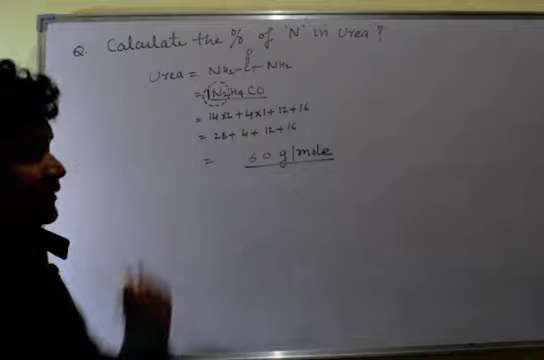 Q. Calculate the % of 'N' in Urea?
O
Urea = NH2-C-NH2
= N2H4CO
= 14×2+4×1+12+16
= 28+4+12+16
= 60 g/mole